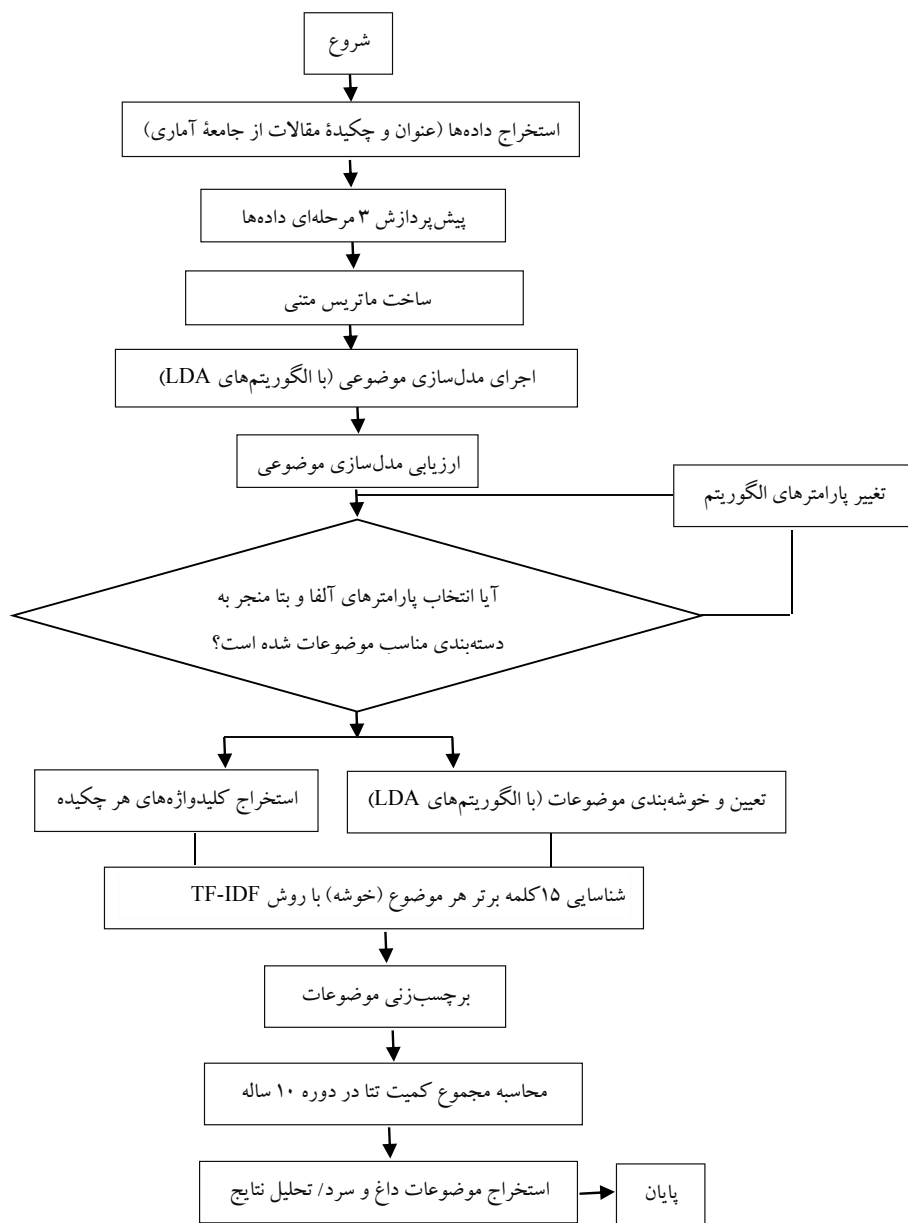 شروع
استخراج داده‌ها (عنوان و چکیدۀ مقالات از جامعۀ آماری)
پیش‌پردازش ۳ مرحله‌ای داده‌ها
ساخت ماتریس متنی
اجرای مدل‌سازی موضوعی (با الگوریتم‌های LDA)
ارزیابی مدل‌سازی موضوعی
تغییر پارامترهای الگوریتم
آیا انتخاب پارامترهای آلفا و بتا منجر به
دسته‌بندی مناسب موضوعات شده است؟
تعیین و خوشه‌بندی موضوعات (با الگوریتم‌های LDA)
استخراج کلیدواژه‌های هر چکیده
شناسایی ۱۵کلمه برتر هر موضوع (خوشه) با روش TF-IDF
برچسب‌زنی موضوعات
محاسبه مجموع کمیت تتا در دوره ۱۰ ساله
استخراج موضوعات داغ و سرد/ تحلیل نتایج
پایان